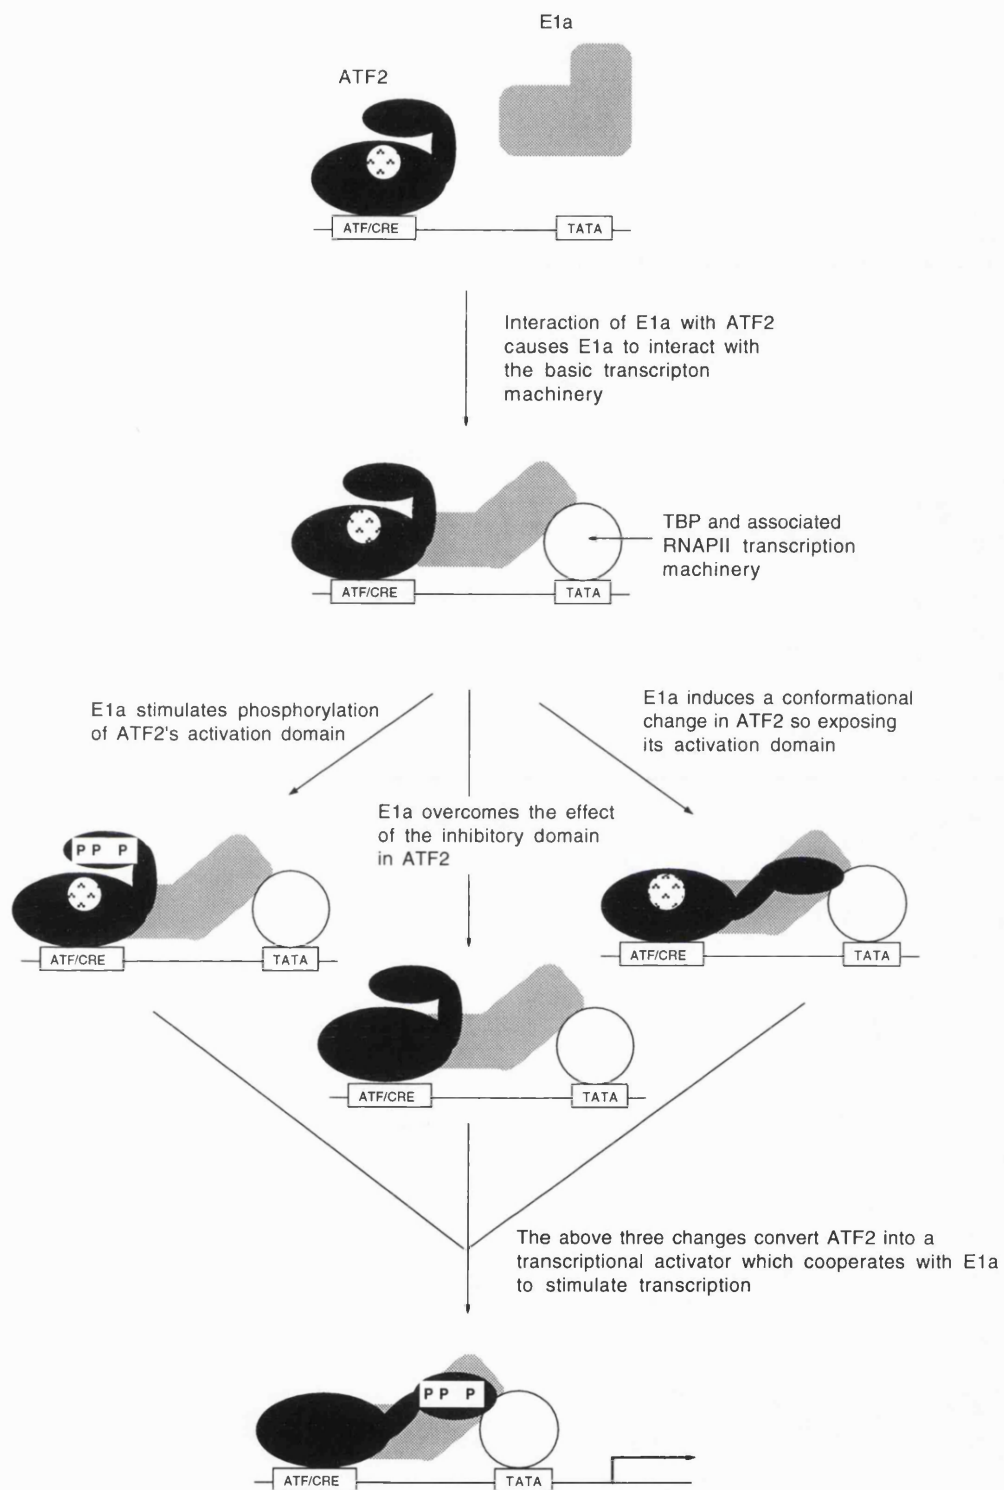 E1a
ATF2
ATF/CRE
TATA
Interaction of E1a with ATF2
causes E1a to interact with
the basic transcripton
machinery
TBP and associated
RNAPII transcription
machinery
ATF/CRE
TATA
E1a stimulates phosphorylation
of ATF2's activation domain
E1a overcomes the effect
of the inhibitory domain
in ATF2
E1a induces a conformational
change in ATF2 so exposing
its activation domain
PP P
ATF/CRE
TATA
ATF/CRE
TATA
ATF/CRE
TATA
The above three changes convert ATF2 into a
transcriptional activator which cooperates with E1a
to stimulate transcription
PP P
ATF/CRE
TATA